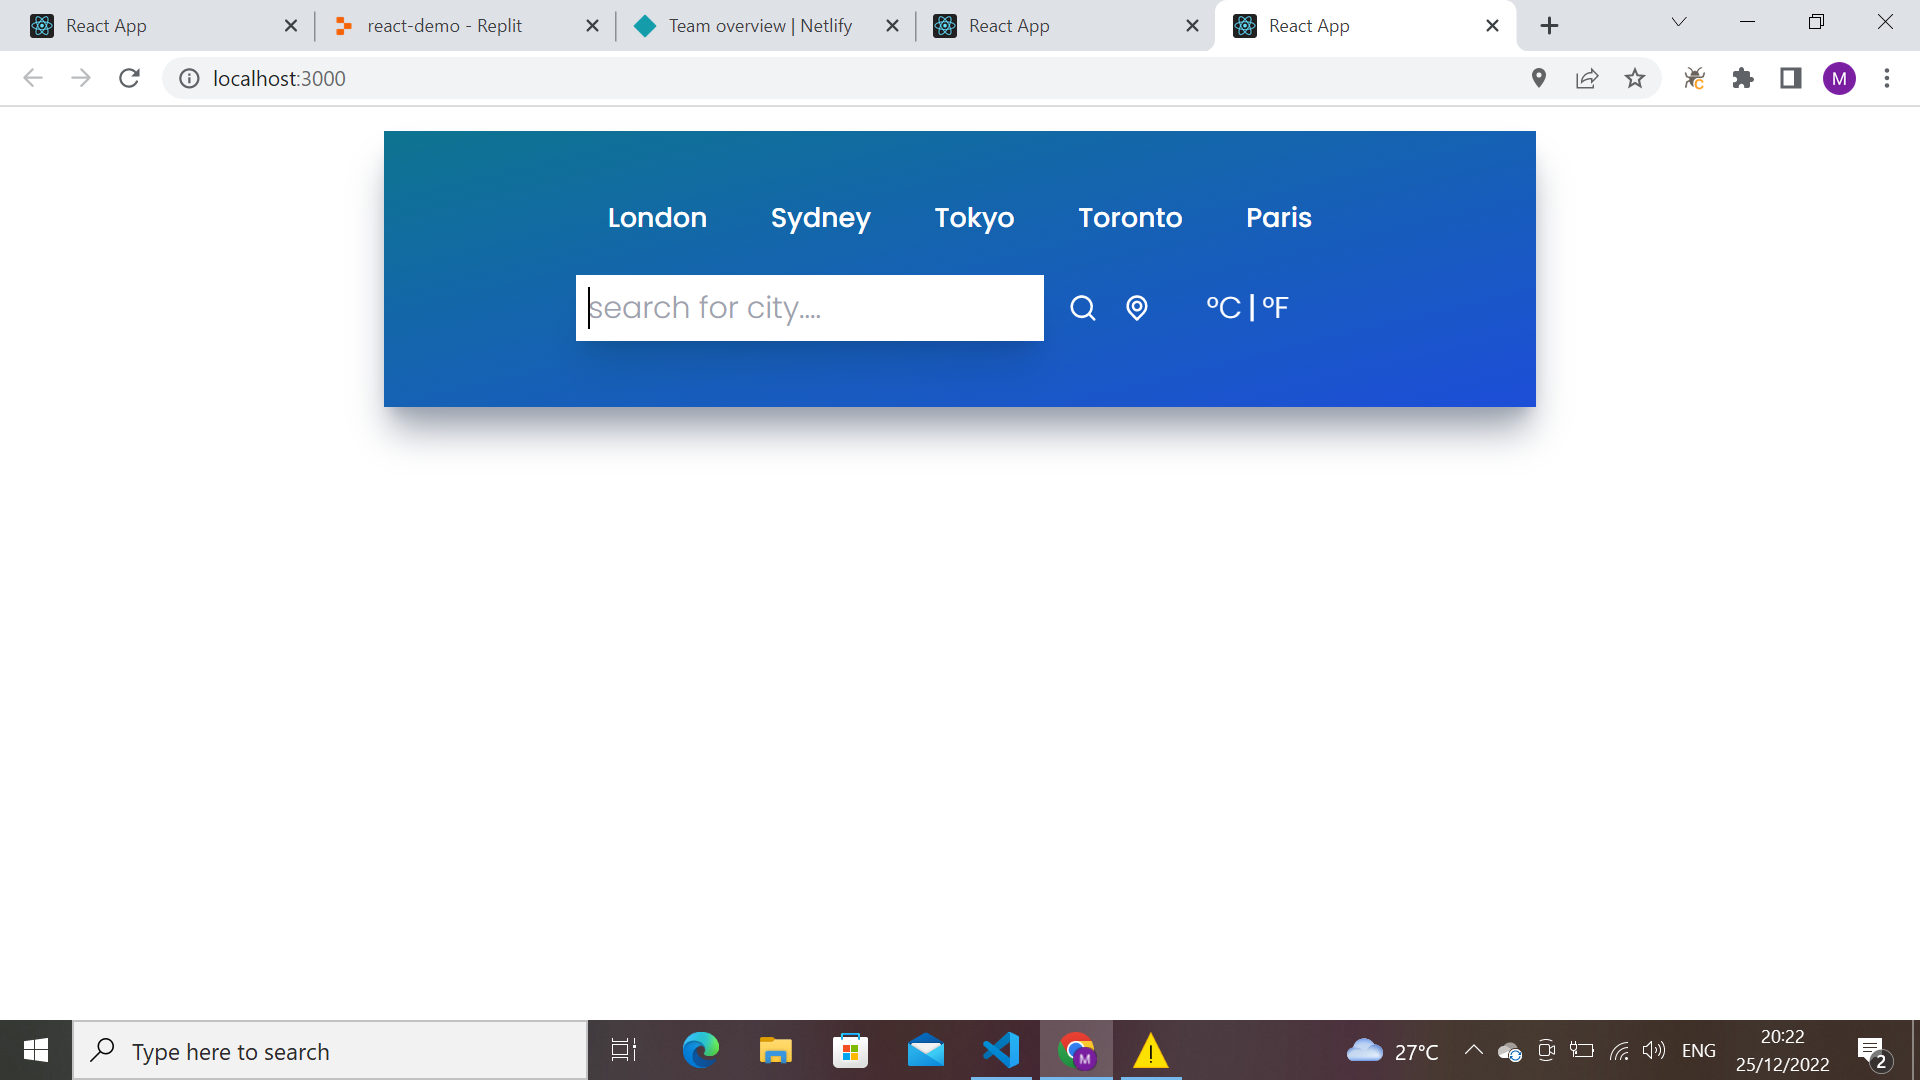 React App
react-demo - Replit
Team overview | Netlify
React App
React App
localhost:3000
M
London Sydney Tokyo Toronto Paris
search for city....
°C | °F
Type here to search
M
27°C
ENG
20:22
25/12/2022
2